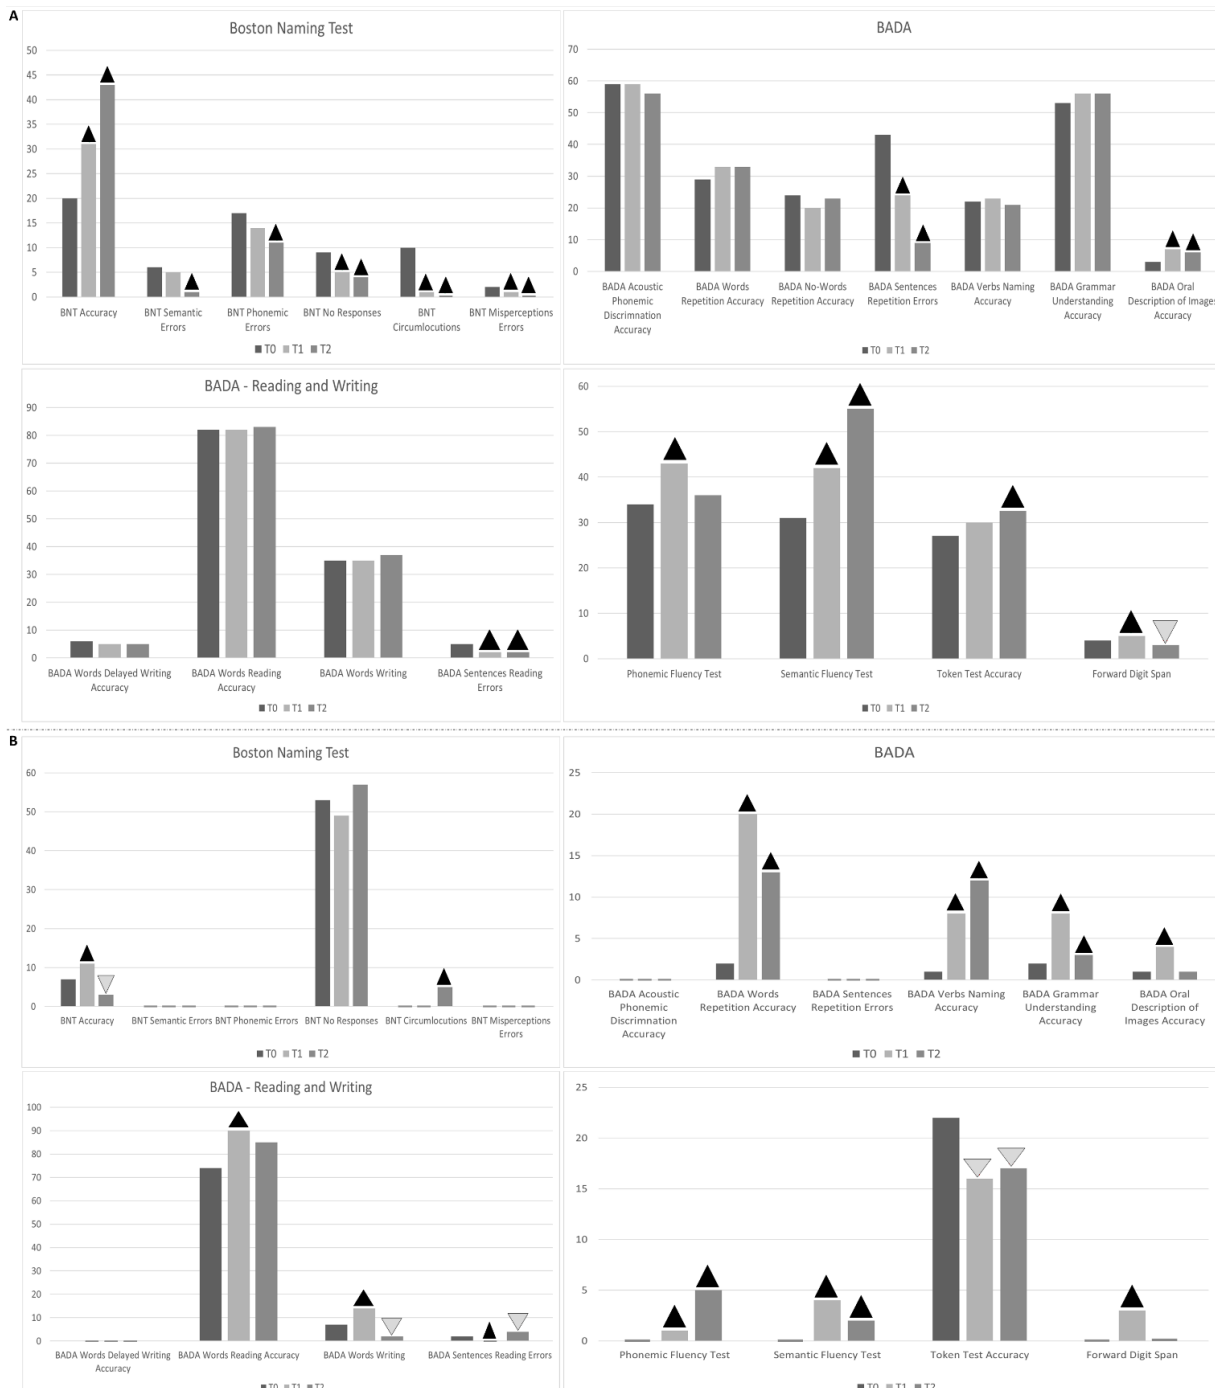 A
Boston Naming Test
50
45
40
35
30
25
20
15
10
5
0
BNT Accuracy
BNT Semantic
Errors
BNT Phonemic
Errors
BNT No Responses
BNT
Circumlocutions
BNT Misperceptions
Errors
T0 T1 T2
BADA
70
60
50
40
30
20
10
0
BADA Acoustic
Phonemic
Discrimnation
Accuracy
BADA Words
Repetition Accuracy
BADA No-Words
Repetition Accuracy
BADA Sentences
Repetition Errors
BADA Verbs Naming
Accuracy
BADA Grammar
Understanding
Accuracy
BADA Oral
Description of Images
Accuracy
T0 T1 T2
BADA - Reading and Writing
90
80
70
60
50
40
30
20
10
0
BADA Words Delayed Writing
Accuracy
BADA Words Reading
Accuracy
BADA Words Writing
BADA Sentences Reading
Errors
T0 T1 T2
60
50
40
30
20
10
0
Phonemic Fluency Test
Semantic Fluency Test
Token Test Accuracy
Forward Digit Span
T0 T1 T2
B
Boston Naming Test
60
50
40
30
20
10
0
BNT Accuracy
BNT Semantic Errors
BNT Phonemic Errors
BNT No Responses
BNT Circumlocutions
BNT Misperceptions
Errors
T0 T1 T2
BADA
25
20
15
10
5
0
BADA Acoustic
Phonemic
Discrimnation
Accuracy
BADA Words
Repetition Accuracy
BADA Sentences
Repetition Errors
BADA Verbs Naming
Accuracy
BADA Grammar
Understanding
Accuracy
BADA Oral
Description of
Images Accuracy
T0 T1 T2
BADA - Reading and Writing
100
90
80
70
60
50
40
30
20
10
0
BADA Words Delayed Writing
Accuracy
BADA Words Reading Accuracy
BADA Words Writing
BADA Sentences Reading Errors
T0 T1 T2
25
20
15
10
5
0
Phonemic Fluency Test
Semantic Fluency Test
Token Test Accuracy
Forward Digit Span
T0 T1 T2